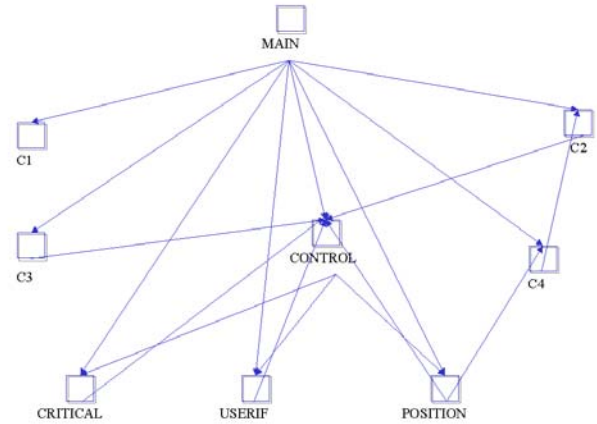 MAIN
C1
C2
C3
CONTROL
C4
CRITICAL
USERIF
POSITION